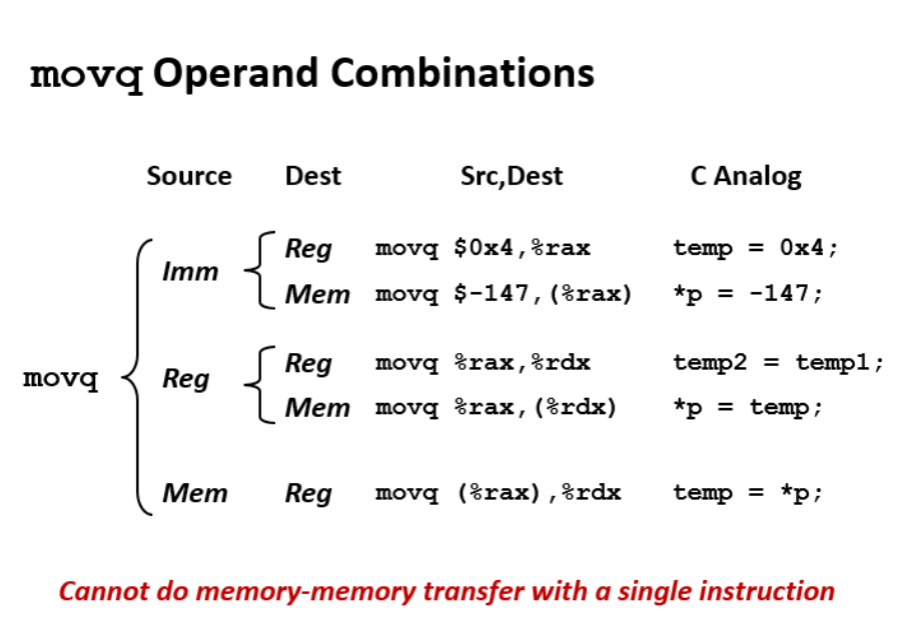 movq Operand Combinations
Source Dest Src,Dest C Analog
Reg movq $0x4,%rax temp = 0x4;
Imm
Mem movq $-147,(%rax) *p = -147;
Reg movq %rax,%rdx temp2 = temp1;
movq Reg
Mem movq %rax,(%rdx) *p = temp;
Mem Reg movq (%rax),%rdx temp = *p;
Cannot do memory-memory transfer with a single instruction